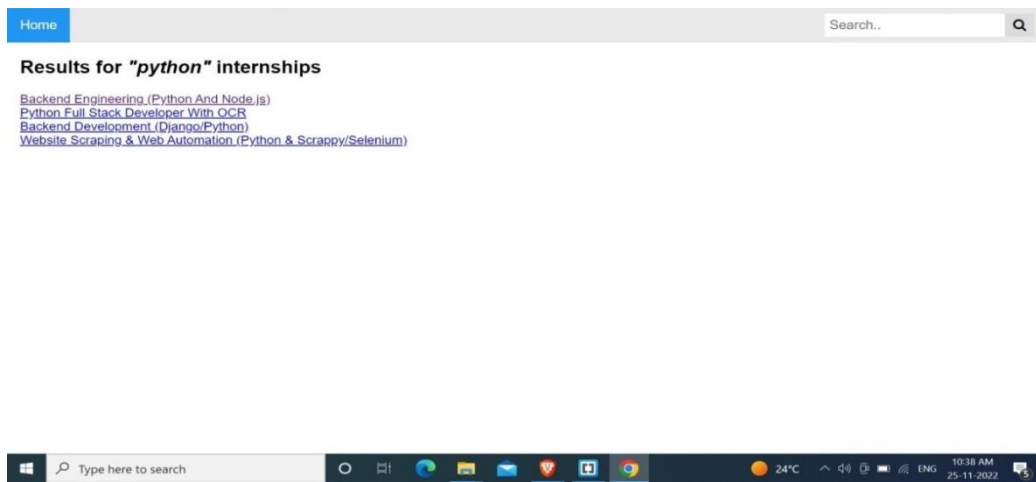 Home
Search..
Results for "python" internships
Backend Engineering (Python And Node.js)
Python Full Stack Developer With OCR
Backend Development (Django/Python)
Website Scraping & Web Automation (Python & Scrappy/Selenium)
Type here to search
24°C
ENG
10:38 AM
25-11-2022
5